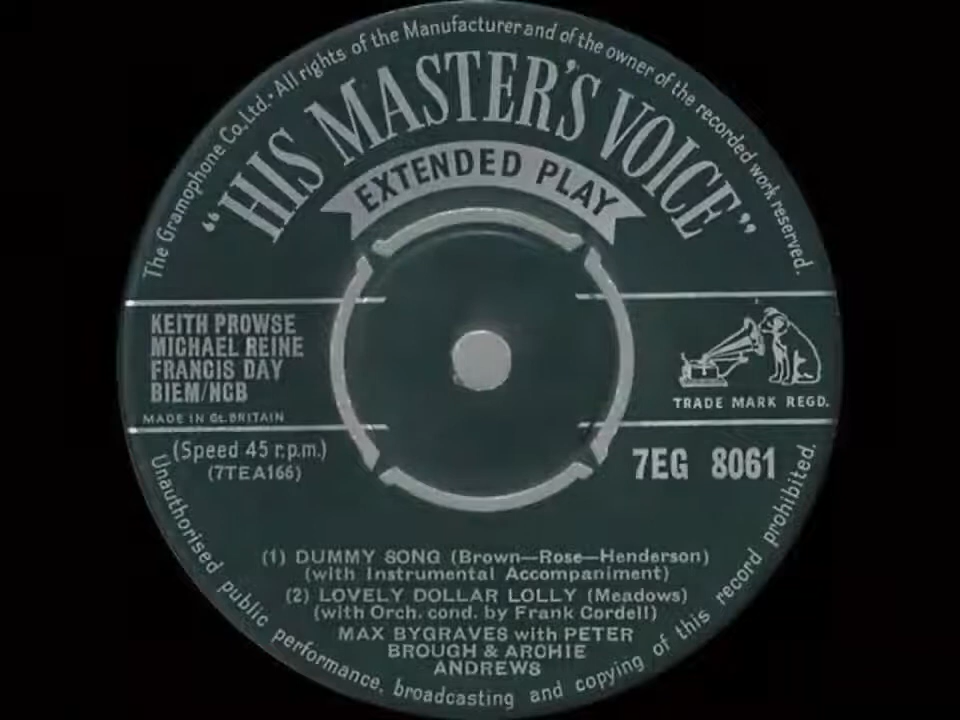 The Gramophone Co. Ltd. · All rights of the Manufacturer and of the owner of the recorded work reserved.
"HIS MASTER'S VOICE"
EXTENDED PLAY
KEITH PROWSE
MICHAEL REINE
FRANCIS DAY
BIEM/NCB
MADE IN GT. BRITAIN
TRADE MARK REGD.
(Speed 45 r.p.m.)
(7TEA166)
7EG 8061
(1) DUMMY SONG (Brown—Rose—Henderson)
(with Instrumental Accompaniment)
(2) LOVELY DOLLAR LOLLY (Meadows)
(with Orch. cond. by Frank Cordell)
MAX BYGRAVES with PETER
BROUGH & ARCHIE
ANDREWS
Unauthorised public performance, broadcasting and copying of this record prohibited.